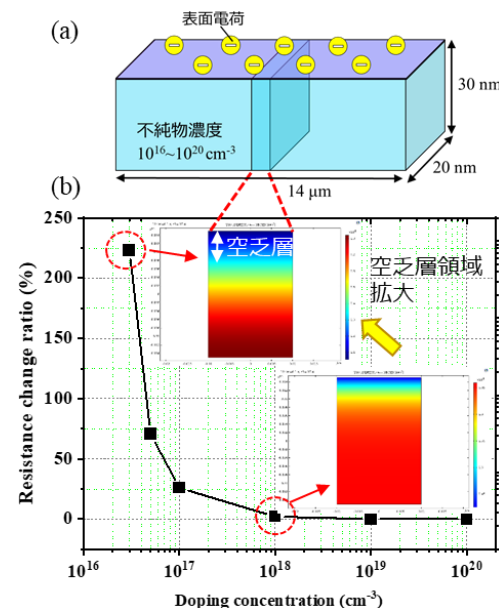 (a)
表面電荷
不純物濃度
10¹⁶~10²⁰ cm⁻³
30 nm
20 nm
14 μm
(b)
250
200
150
100
75
50
25
0
Resistance change ratio (%)
空乏層
空乏層領域
拡大
10¹⁶
10¹⁷
10¹⁸
10¹⁹
10²⁰
Doping concentration (cm⁻³)